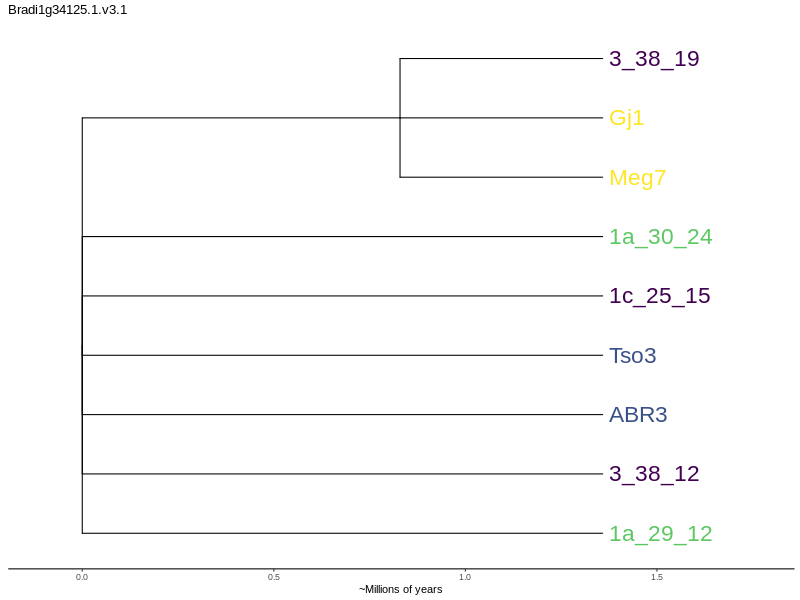 Bradi1g34125.1.v3.1
3_38_19
Gj1
Meg7
1a_30_24
1c_25_15
Tso3
ABR3
3_38_12
1a_29_12
0.0 0.5 1.0 1.5
~Millions of years